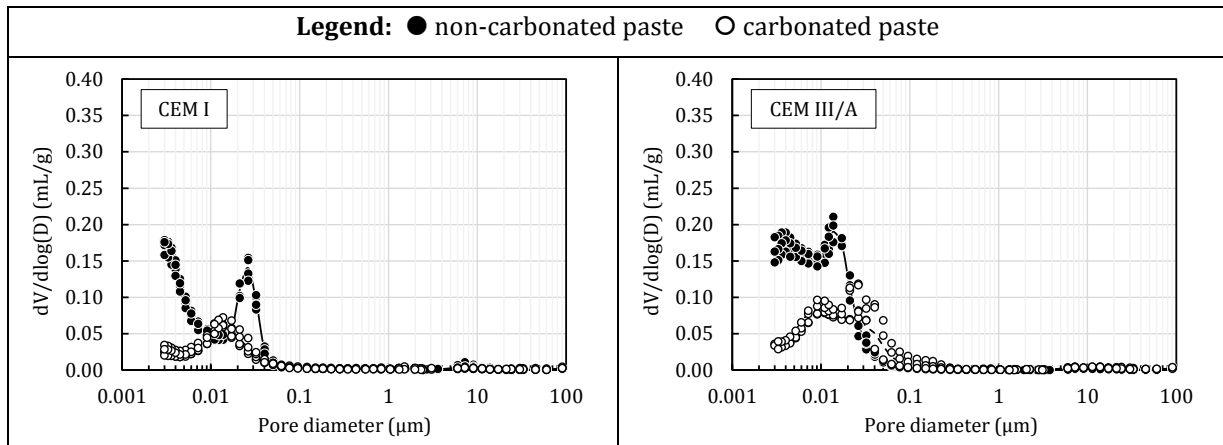 Legend: ● non-carbonated paste ○ carbonated paste
CEM I
dV/dlog(D) (mL/g)
0.40
0.35
0.30
0.25
0.20
0.15
0.10
0.05
0.00
0.001 0.01 0.1 1 10 100
Pore diameter (µm)
CEM III/A
dV/dlog(D) (mL/g)
0.40
0.35
0.30
0.25
0.20
0.15
0.10
0.05
0.00
0.001 0.01 0.1 1 10 100
Pore diameter (µm)